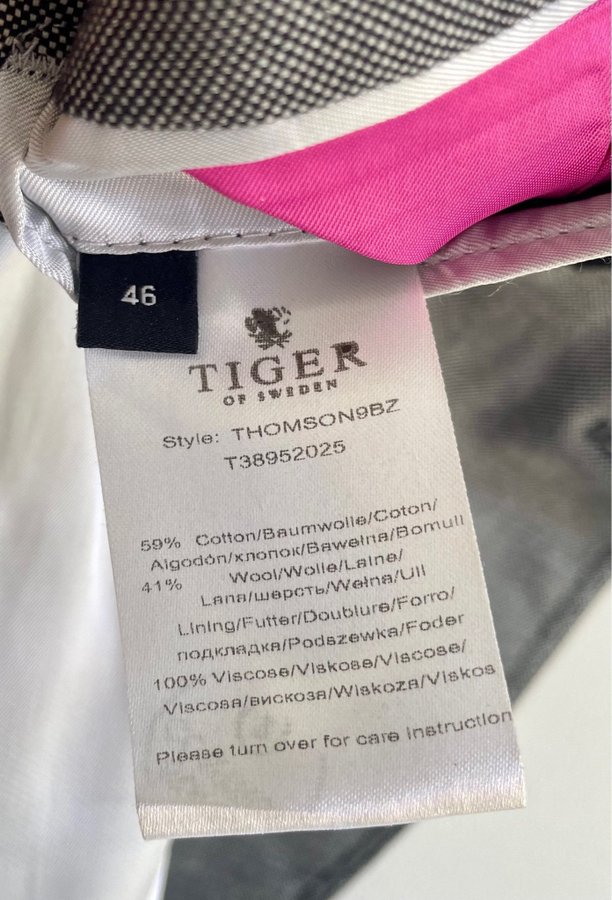 46
TIGER
OF SWEDEN
Style: THOMSON9BZ
T38952025
59% Cotton/Baumwolle/Coton/
Algodón/хлопок/Bawełna/Bomull
41% Wool/Wolle/Laine/
Lana/шерсть/Wełna/Ull
Lining/Futter/Doublure/Forro/
подкладка/Podszewka/Foder
100% Viscose/Viskose/Viscose/
Viscosa/вискоза/Wiskoza/Viskos
Please turn over for care instruction